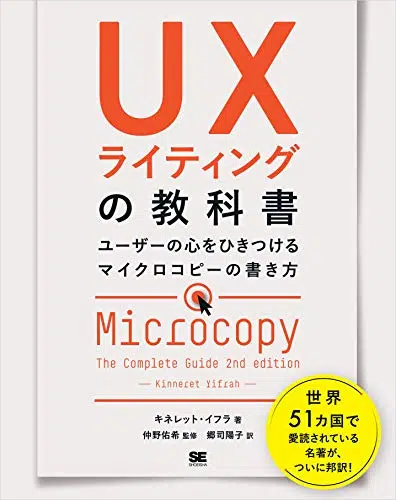 UX
ライティング
の教科書
ユーザーの心をひきつける
マイクロコピーの書き方
Microcopy
The Complete Guide 2nd edition
Kinneret Yifrah
キネレット・イフラ 著
仲野佑希 監修 郷司陽子 訳
SE
SHOEISHA
世界
51カ国で
愛読されている
名著が、
ついに邦訳!